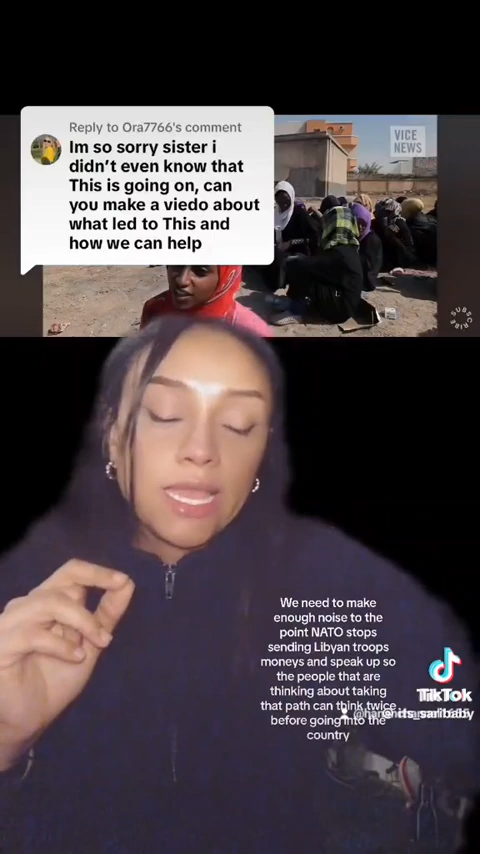 Reply to Ora7766's comment
Im so sorry sister i
didn't even know that
This is going on, can
you make a viedo about
what led to This and
how we can help
VICE
NEWS
SUBSCRIBE
We need to make
enough noise to the
point NATO stops
sending Libyan troops
moneys and speak up so
the people that are
thinking about taking
that path can think twice
before going into the
country
TikTok